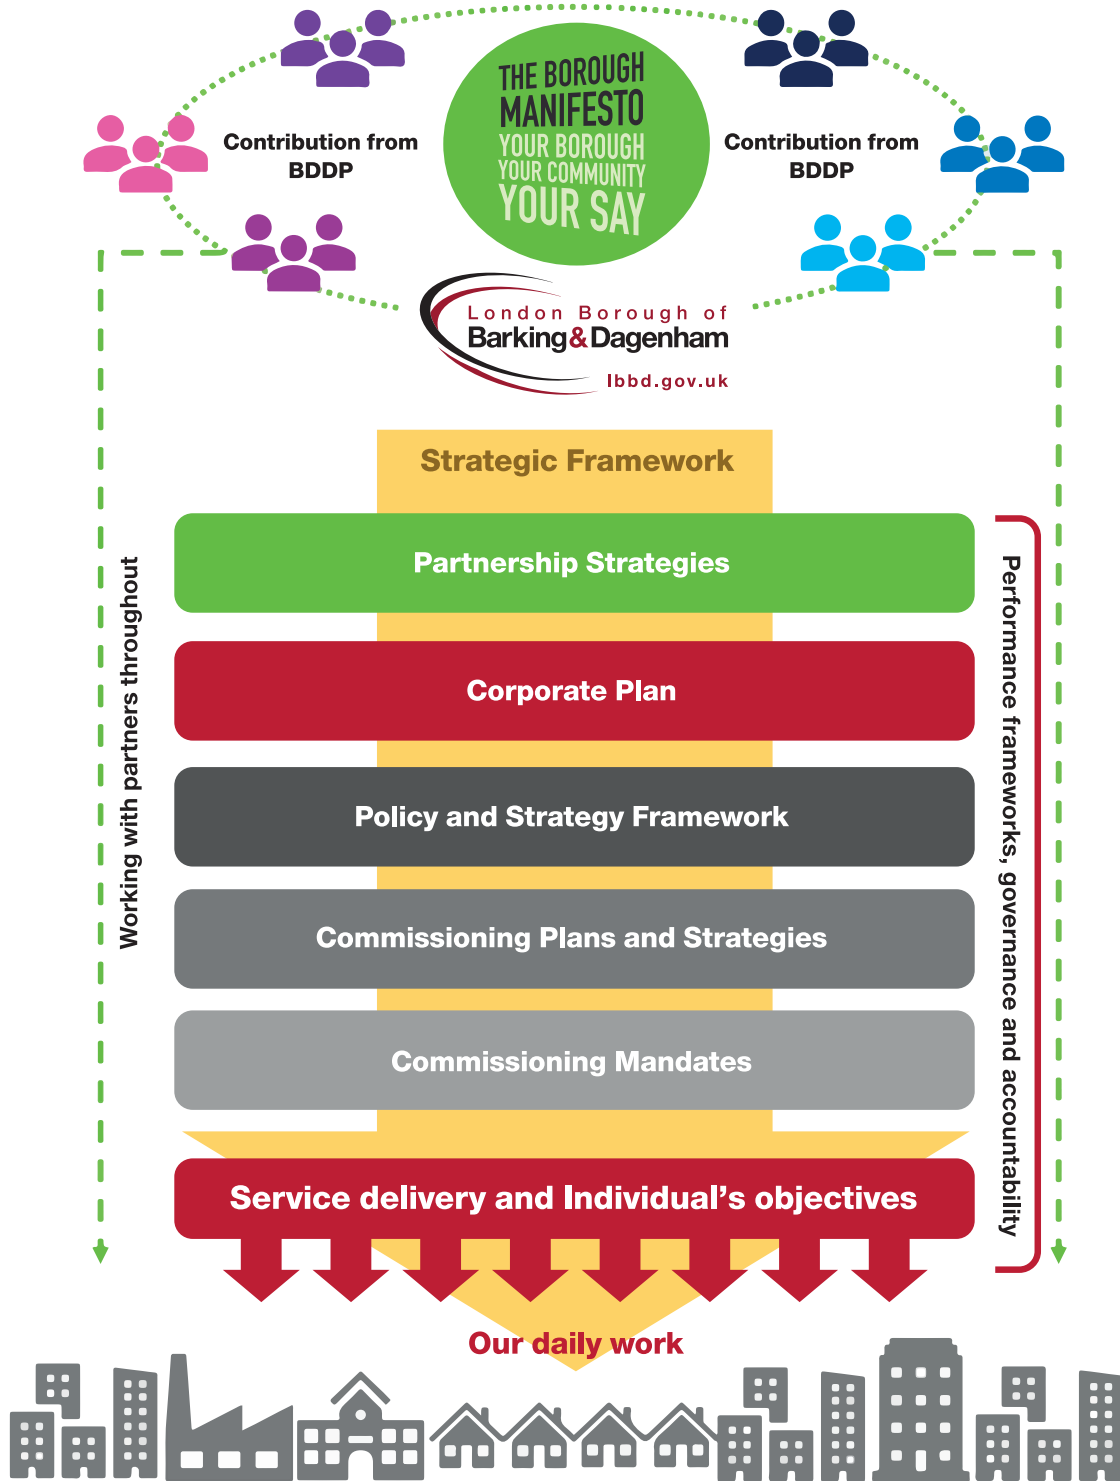 THE BOROUGH
MANIFESTO
YOUR BOROUGH
YOUR COMMUNITY
YOUR SAY
Contribution from
BDDP
Contribution from
BDDP
London Borough of
Barking&Dagenham
lbbd.gov.uk
Strategic Framework
Partnership Strategies
Corporate Plan
Policy and Strategy Framework
Commissioning Plans and Strategies
Commissioning Mandates
Service delivery and Individual’s objectives
Working with partners throughout
Performance frameworks, governance and accountability
Our daily work